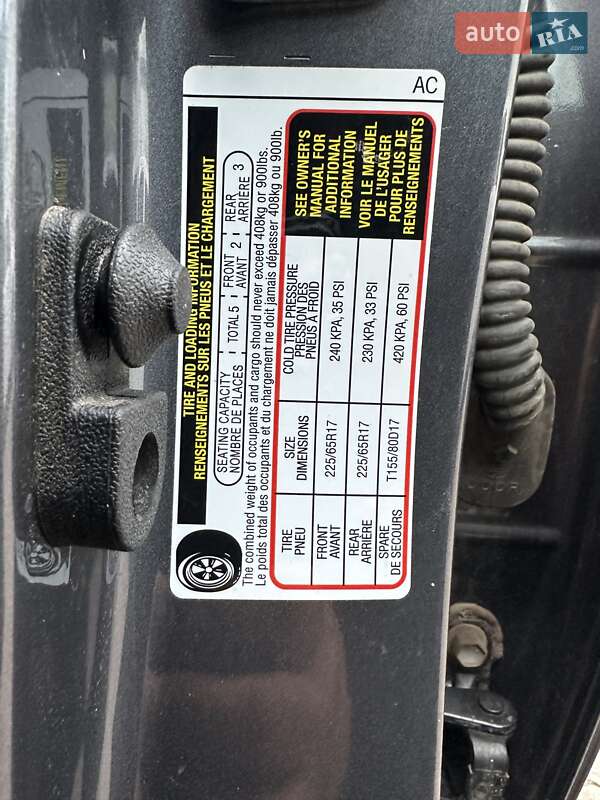 auto RIA
.com
AC
TIRE AND LOADING INFORMATION
RENSEIGNEMENTS SUR LES PNEUS ET LE CHARGEMENT
SEATING CAPACITY
NOMBRE DE PLACES
TOTAL 5
FRONT
AVANT 2
REAR
ARRIÈRE 3
The combined weight of occupants and cargo should never exceed 408kg or 900lbs.
Le poids total des occupants et du chargement ne doit jamais dépasser 408kg ou 900lb.
TIRE
PNEU
SIZE
DIMENSIONS
COLD TIRE PRESSURE
PRESSION DES
PNEUS A FROID
FRONT
AVANT
225/65R17
240 KPA, 35 PSI
REAR
ARRIÈRE
225/65R17
230 KPA, 33 PSI
SPARE
DE SECOURS
T155/80D17
420 KPA, 60 PSI
SEE OWNER'S
MANUAL FOR
ADDITIONAL
INFORMATION
VOIR LE MANUEL
DE L'USAGER
POUR PLUS DE
RENSEIGNEMENTS